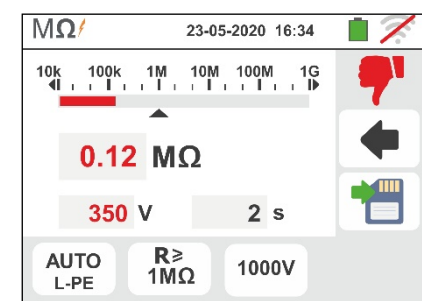 MΩ 23-05-2020 16:34
10k 100k 1M 10M 100M 1G
0.12 MΩ
350 V 2 s
AUTO L-PE
R≥ 1MΩ
1000V